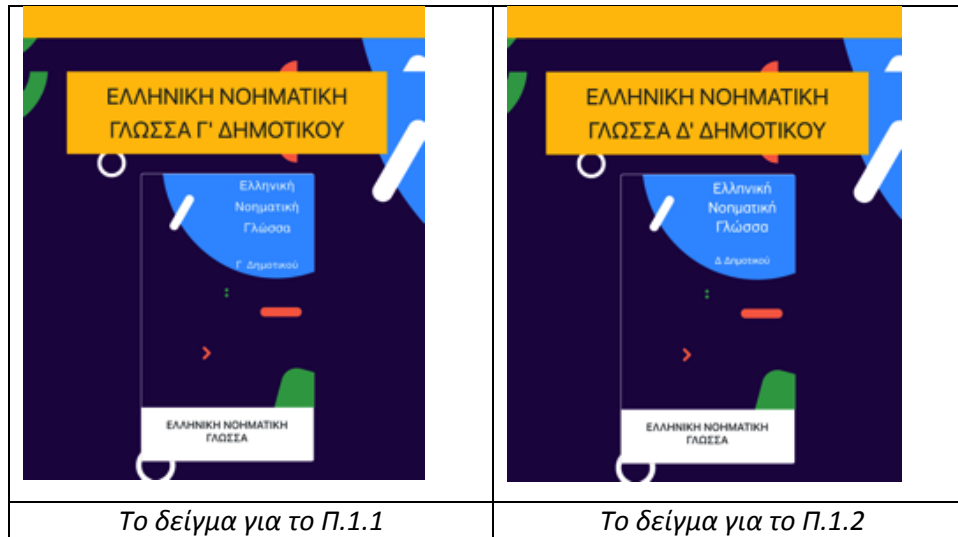 ΕΛΛΗΝΙΚΗ ΝΟΗΜΑΤΙΚΗ
ΓΛΩΣΣΑ Γ' ΔΗΜΟΤΙΚΟΥ
Ελληνική
Νοηματική
Γλώσσα
Γ' Δημοτικού
ΕΛΛΗΝΙΚΗ ΝΟΗΜΑΤΙΚΗ
ΓΛΩΣΣΑ
Το δείγμα για το Π.1.1
ΕΛΛΗΝΙΚΗ ΝΟΗΜΑΤΙΚΗ
ΓΛΩΣΣΑ Δ' ΔΗΜΟΤΙΚΟΥ
Ελληνική
Νοηματική
Γλώσσα
Δ Δημοτικού
ΕΛΛΗΝΙΚΗ ΝΟΗΜΑΤΙΚΗ
ΓΛΩΣΣΑ
Το δείγμα για το Π.1.2